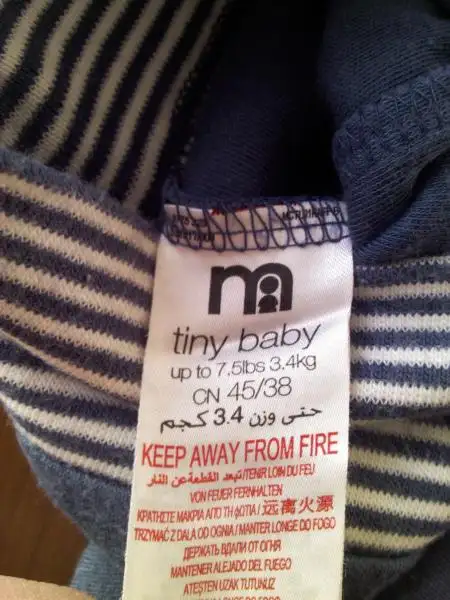 m
tiny baby
up to 7.5lbs 3.4kg
CN 45/38
حتى وزن 3.4 كجم
KEEP AWAY FROM FIRE
تبعد القطعة عن النار/TENIR LOIN DU FEU
VON FEUER FERNHALTEN
ΚΡΑΤΗΣΤΕ ΜΑΚΡΙΑ ΑΠΟ ΤΗ ΦΩΤΙΑ / 远离火源
TRZYMAĆ Z DALA OD OGNIA / MANTER LONGE DO FOGO
ДЕРЖАТЬ ВДАЛИ ОТ ОГНЯ
MANTENER ALEJADO DEL FUEGO
ATEŞTEN UZAK TUTUNUZ